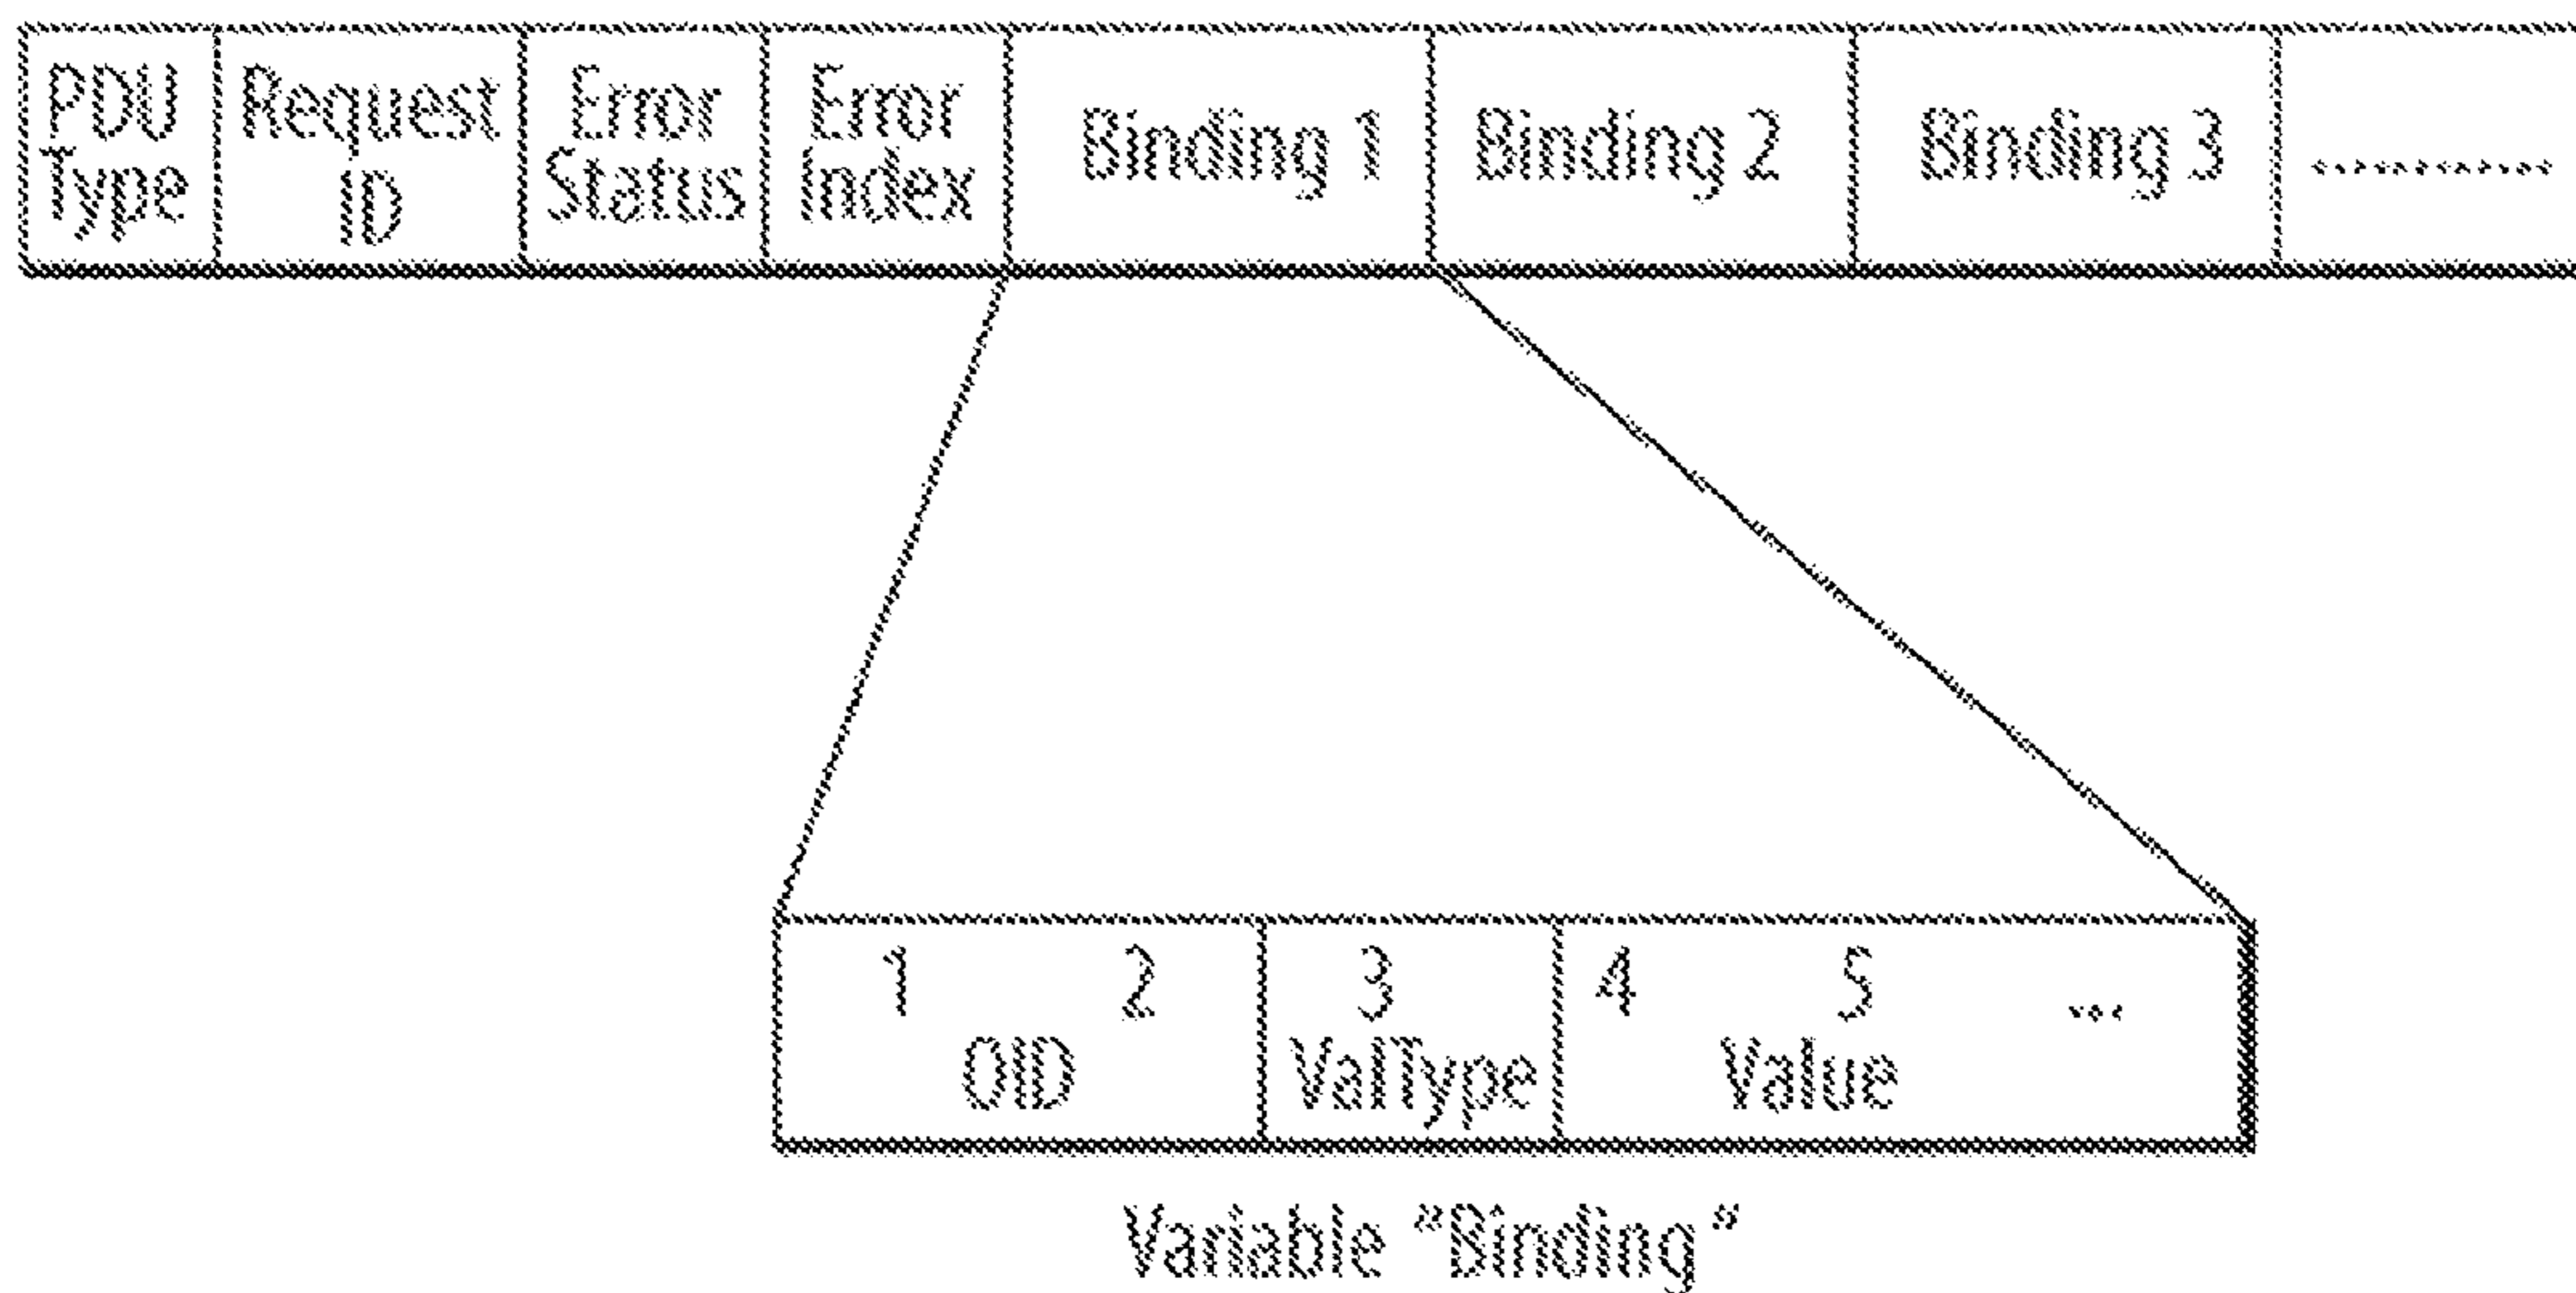 PDU
Type
Request
ID
Error
Status
Error
Index
Binding 1
Binding 2
Binding 3
............
1 2
OID
3
ValType
4 5 ...
Value
Variable "Binding"